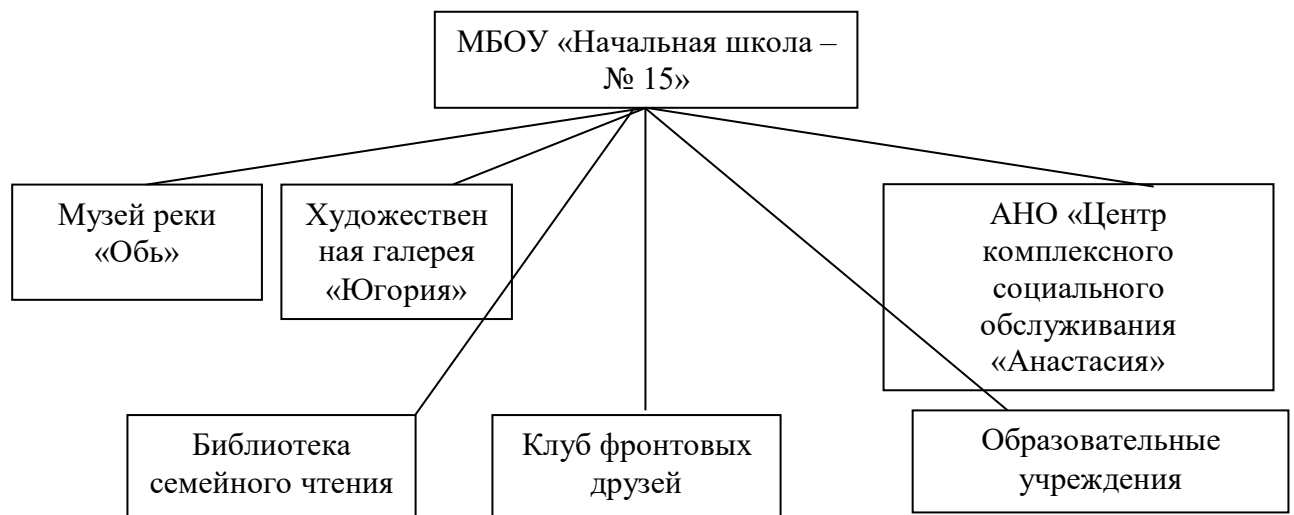 МБОУ «Начальная школа –
№ 15»
Музей реки
«Обь»
Художествен
ная галерея
«Югория»
АНО «Центр
комплексного
социального
обслуживания
«Анастасия»
Библиотека
семейного чтения
Клуб фронтовых
друзей
Образовательные
учреждения